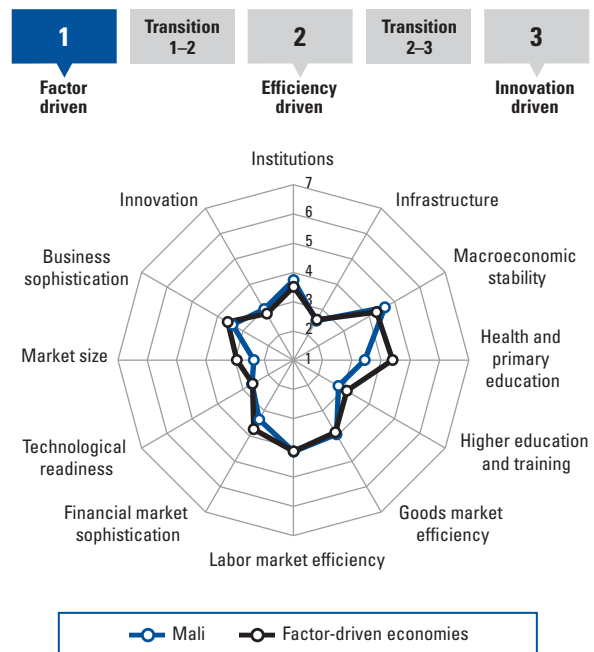 1
Transition
1–2
2
Transition
2–3
3
Factor
driven
Efficiency
driven
Innovation
driven
Institutions
Infrastructure
Macroeconomic
stability
Health and
primary
education
Higher education
and training
Goods market
efficiency
Labor market efficiency
Financial market
sophistication
Technological
readiness
Market size
Business
sophistication
Innovation
7
6
5
4
3
2
1
Mali
Factor-driven economies